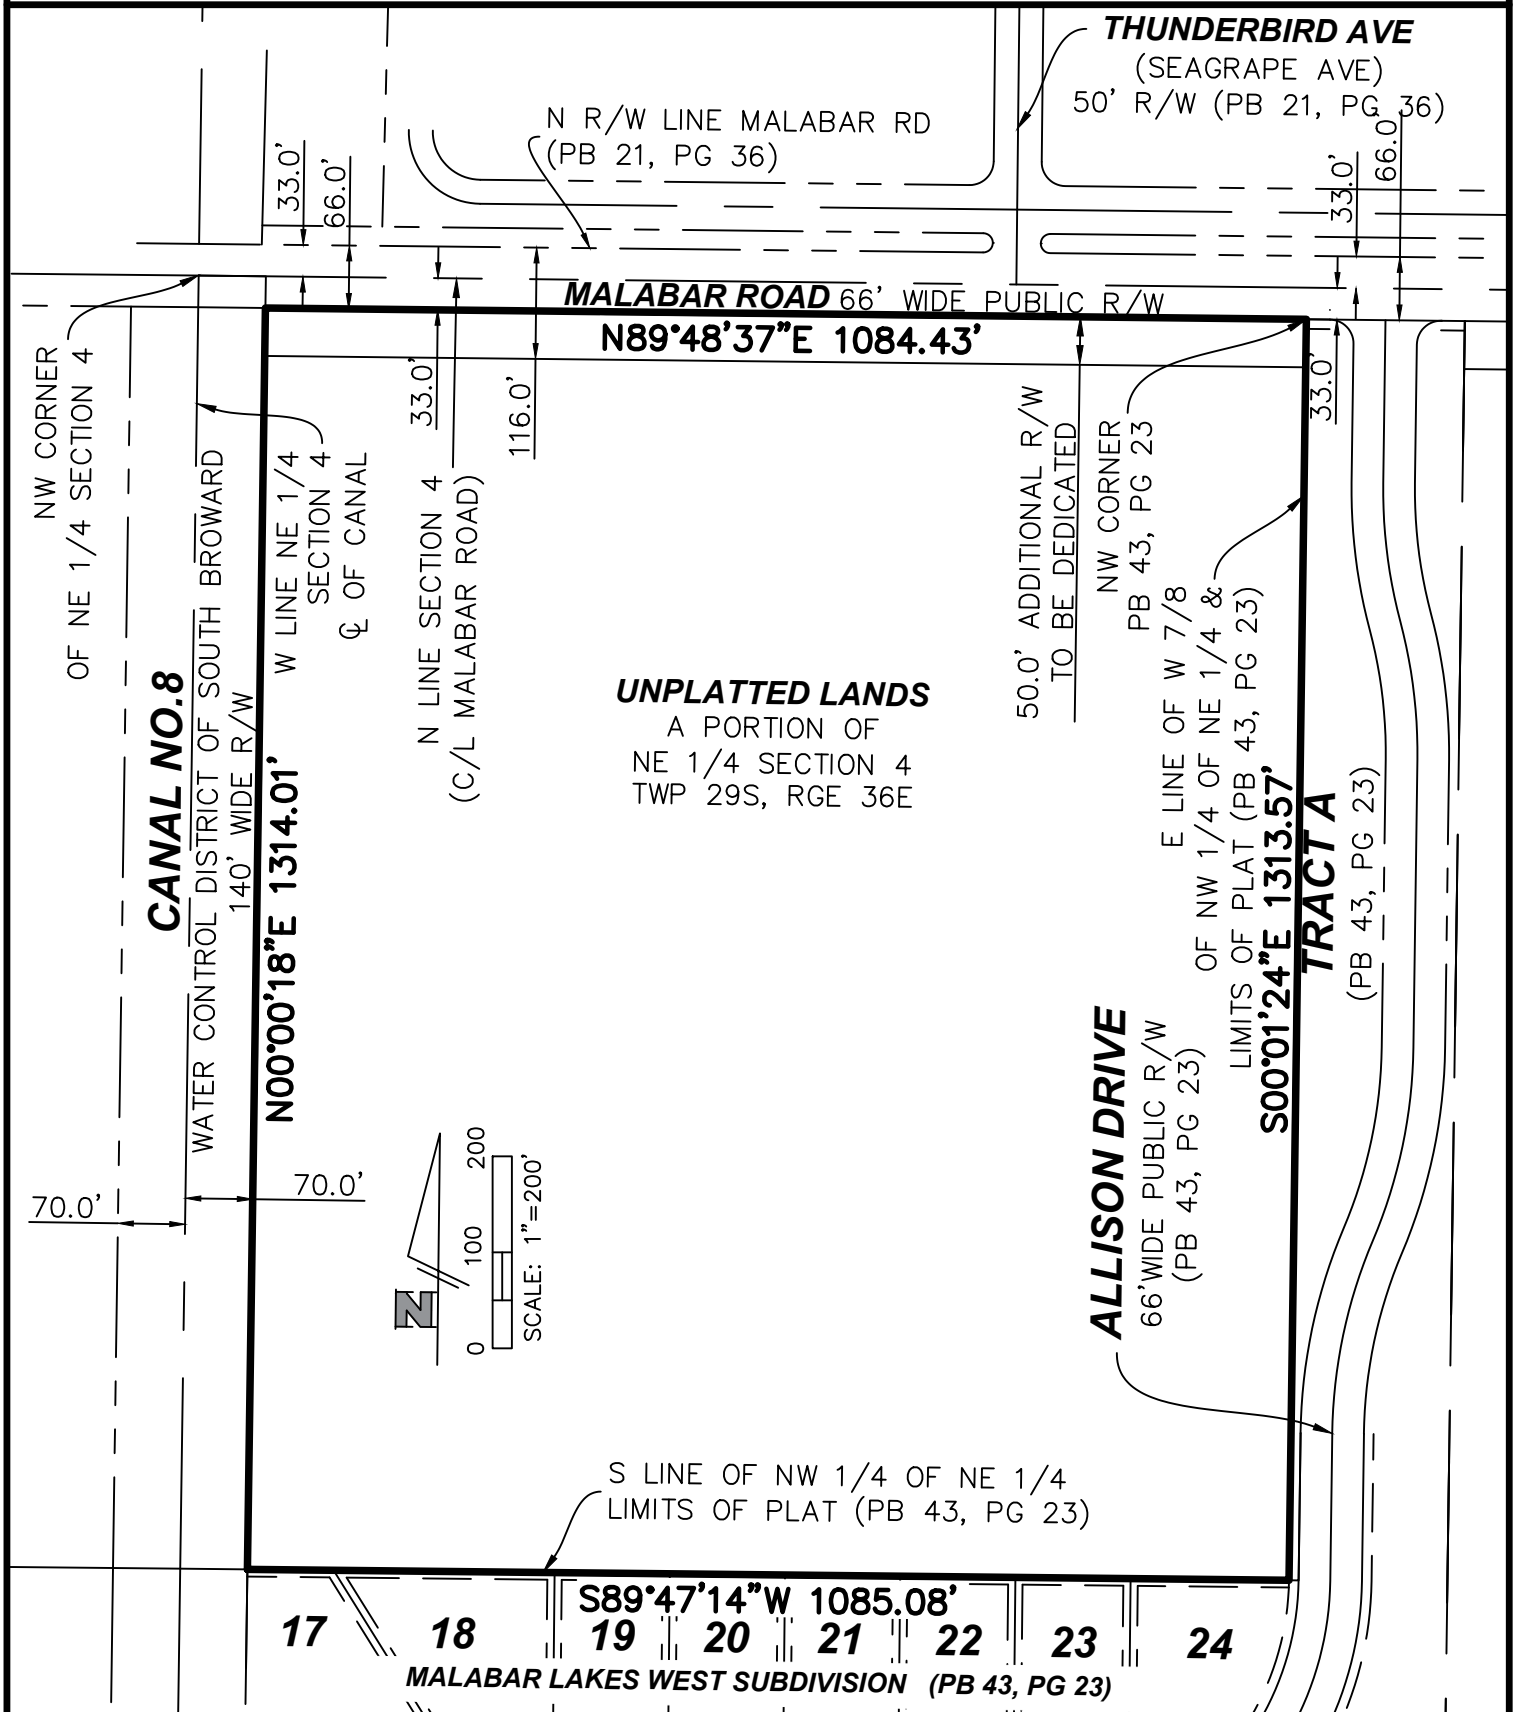 THUNDERBIRD AVE
(SEAGRAPE AVE)
50' R/W (PB 21, PG 36)
N R/W LINE MALABAR RD
(PB 21, PG 36)
33.0'
66.0'
33.0'
66.0
MALABAR ROAD 66' WIDE PUBLIC R/W
N89°48'37"E 1084.43'
NW CORNER
OF NE 1/4 SECTION 4
33.0'
116.0'
33.0'
CANAL NO.8
WATER CONTROL DISTRICT OF SOUTH BROWARD
140' WIDE R/W
W LINE NE 1/4
SECTION 4
℄ OF CANAL
N LINE SECTION 4
(C/L MALABAR ROAD)
50.0' ADDITIONAL R/W
TO BE DEDICATED
NW CORNER
PB 43, PG 23
E LINE OF W 7/8
OF NW 1/4 OF NE 1/4 &
LIMITS OF PLAT (PB 43, PG 23)
UNPLATTED LANDS
A PORTION OF
NE 1/4 SECTION 4
TWP 29S, RGE 36E
N00°00'18"E 1314.01'
S00°01'24"E 1313.57'
TRACT A
(PB 43, PG 23)
ALLISON DRIVE
66'WIDE PUBLIC R/W
(PB 43, PG 23)
70.0'
70.0'
N
0 100 200
SCALE: 1"=200'
S LINE OF NW 1/4 OF NE 1/4
LIMITS OF PLAT (PB 43, PG 23)
S89°47'14"W 1085.08'
17 18 19 20 21 22 23 24
MALABAR LAKES WEST SUBDIVISION (PB 43, PG 23)